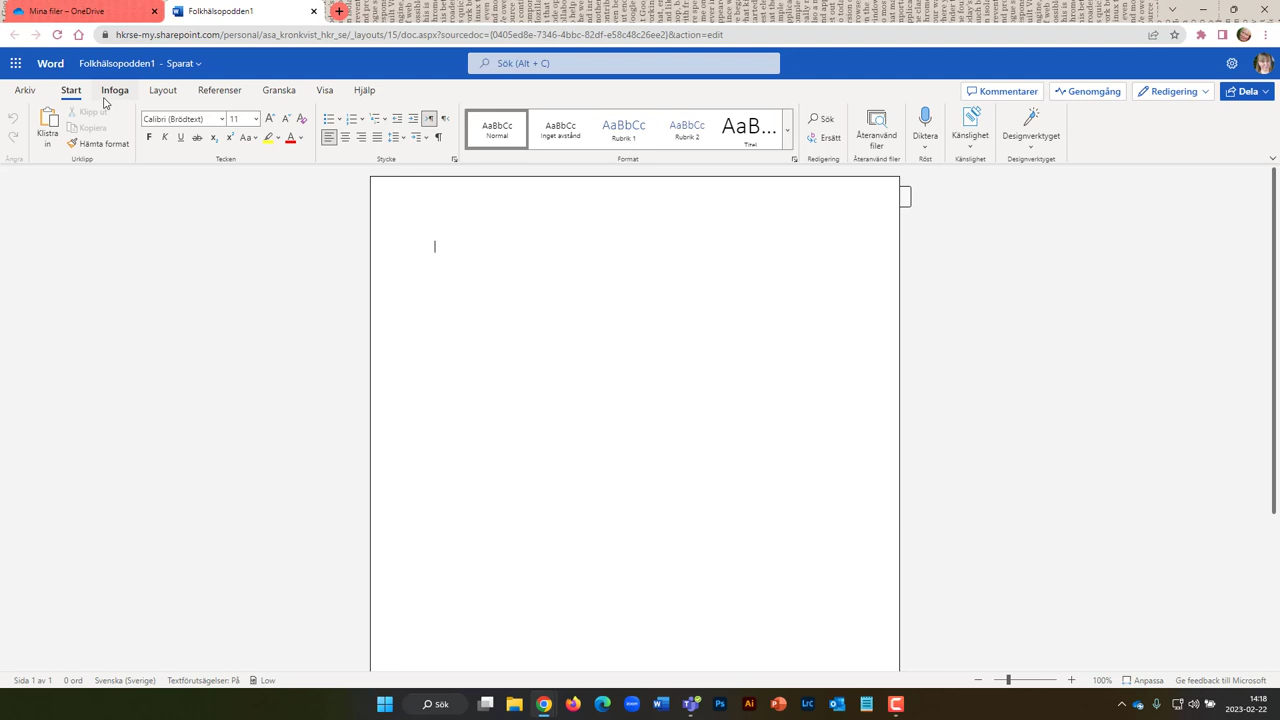 Mina filer – OneDrive
Folkhälsopodden1
hkrse-my.sharepoint.com/personal/asa_kronkvist_hkr_se/_layouts/15/doc.aspx?sourcedoc={0405ed8e-7346-4bbc-82df-e58c48c26ee2}&action=edit
Word Folkhälsopodden1 - Sparat
Sök (Alt + C)
Arkiv Start Infoga Layout Referenser Granska Visa Hjälp
Kommentarer Genomgång Redigering Dela
Klistra in
Klipp ut
Kopiera
Hämta format
Calibri (Brödtext) 11
AaBbCc Normal
AaBbCc Inget avstånd
AaBbCc Rubrik 1
AaBbCc Rubrik 2
AaB... Titel
Sök
Ersätt
Återanvänd filer
Diktera
Känslighet
Designverktyget
Ångra Urklipp Tecken Stycke Format Redigering Återanvänd filer Röst Känslighet Designverktyget
Sida 1 av 1 0 ord Svenska (Sverige) Textförutsägelser: På Low
100% Anpassa Ge feedback till Microsoft
Sök
14:18
2023-02-22